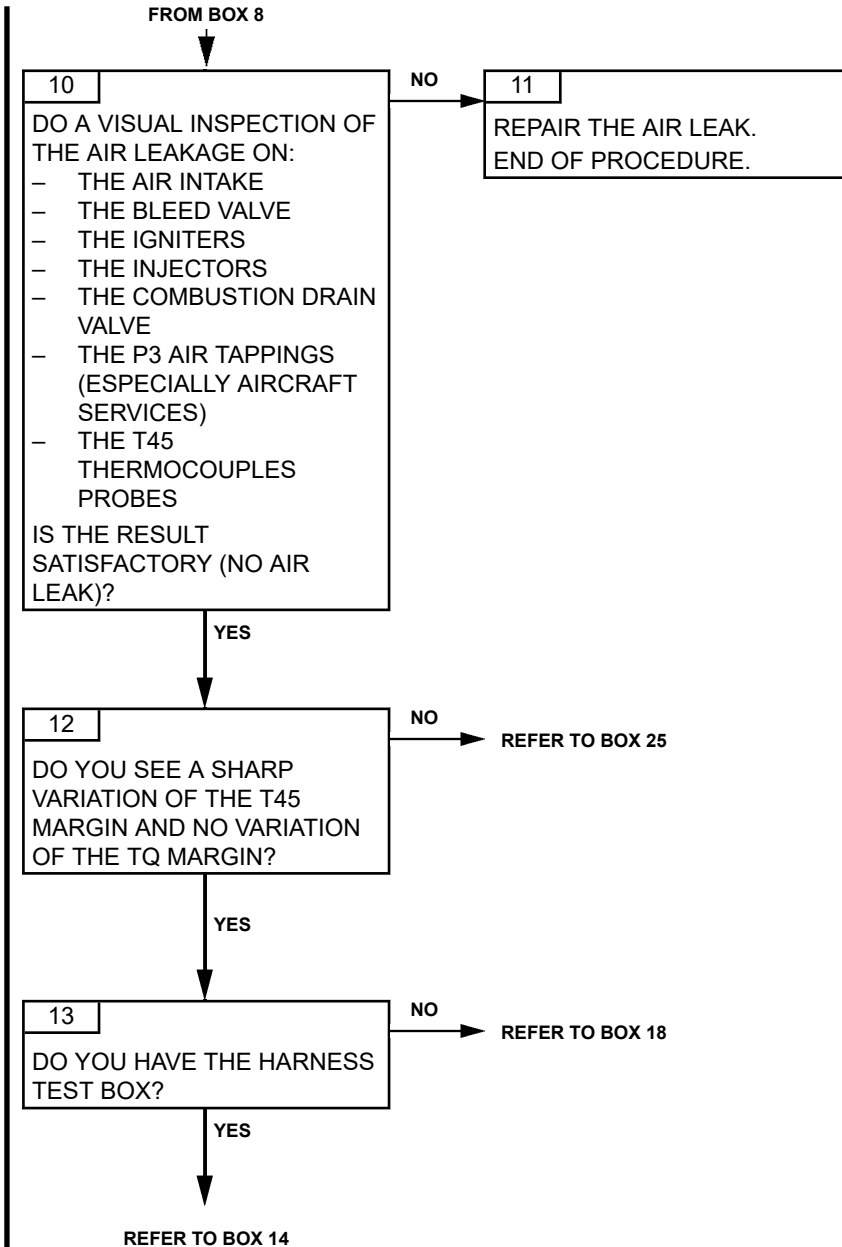 FROM BOX 8
10
DO A VISUAL INSPECTION OF
THE AIR LEAKAGE ON:
– THE AIR INTAKE
– THE BLEED VALVE
– THE IGNITERS
– THE INJECTORS
– THE COMBUSTION DRAIN
VALVE
– THE P3 AIR TAPPINGS
(ESPECIALLY AIRCRAFT
SERVICES)
– THE T45
THERMOCOUPLES
PROBES
IS THE RESULT
SATISFACTORY (NO AIR
LEAK)?
NO
11
REPAIR THE AIR LEAK.
END OF PROCEDURE.
YES
12
DO YOU SEE A SHARP
VARIATION OF THE T45
MARGIN AND NO VARIATION
OF THE TQ MARGIN?
NO
REFER TO BOX 25
YES
13
DO YOU HAVE THE HARNESS
TEST BOX?
NO
REFER TO BOX 18
YES
REFER TO BOX 14